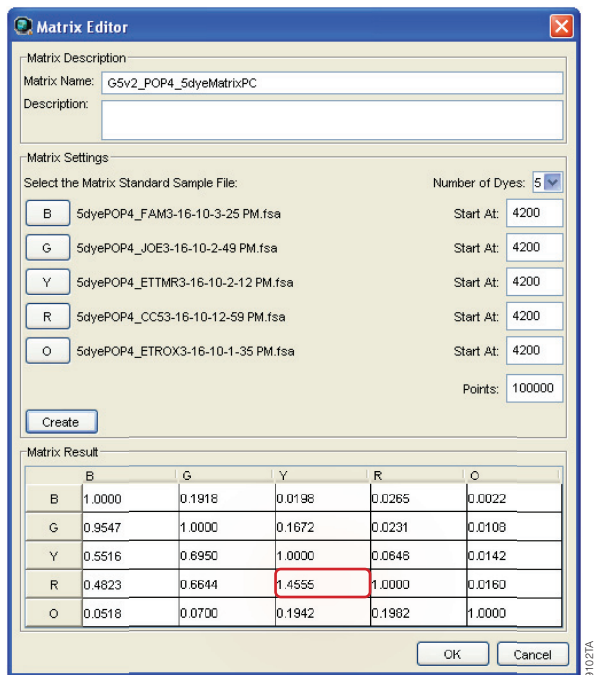 Matrix Editor
Matrix Description
Matrix Name: G5v2_POP4_5dyeMatrixPC
Description:
Matrix Settings
Select the Matrix Standard Sample File: Number of Dyes: 5
B 5dyePOP4_FAM3-16-10-3-25 PM.fsa Start At: 4200
G 5dyePOP4_JOE3-16-10-2-49 PM.fsa Start At: 4200
Y 5dyePOP4_ETTMR3-16-10-2-12 PM.fsa Start At: 4200
R 5dyePOP4_CC53-16-10-12-59 PM.fsa Start At: 4200
O 5dyePOP4_ETROX3-16-10-1-35 PM.fsa Start At: 4200
Points: 100000
Create
Matrix Result
B G Y R O
B 1.0000 0.1918 0.0198 0.0265 0.0022
G 0.9547 1.0000 0.1672 0.0231 0.0108
Y 0.5516 0.6950 1.0000 0.0646 0.0142
R 0.4823 0.6644 1.4555 1.0000 0.0160
O 0.0518 0.0700 0.1942 0.1982 1.0000
OK Cancel